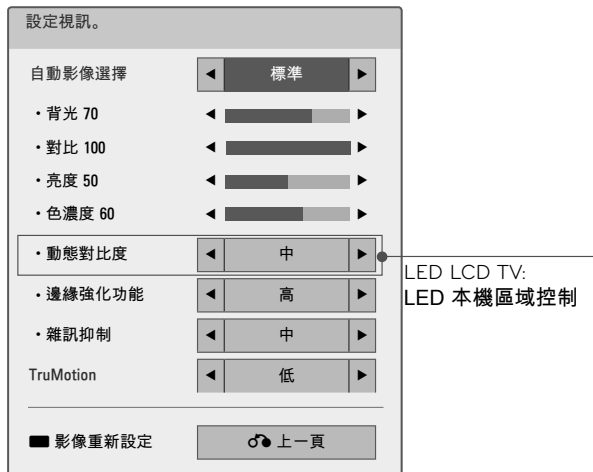 設定視訊。
自動影像選擇 ◀ 標準 ▶
・背光 70
・對比 100
・亮度 50
・色濃度 60
・動態對比度 ◀ 中 ▶
・邊緣強化功能 ◀ 高 ▶
・雜訊抑制 ◀ 中 ▶
TruMotion ◀ 低 ▶
影像重新設定
上一頁
LED LCD TV:
LED 本機區域控制